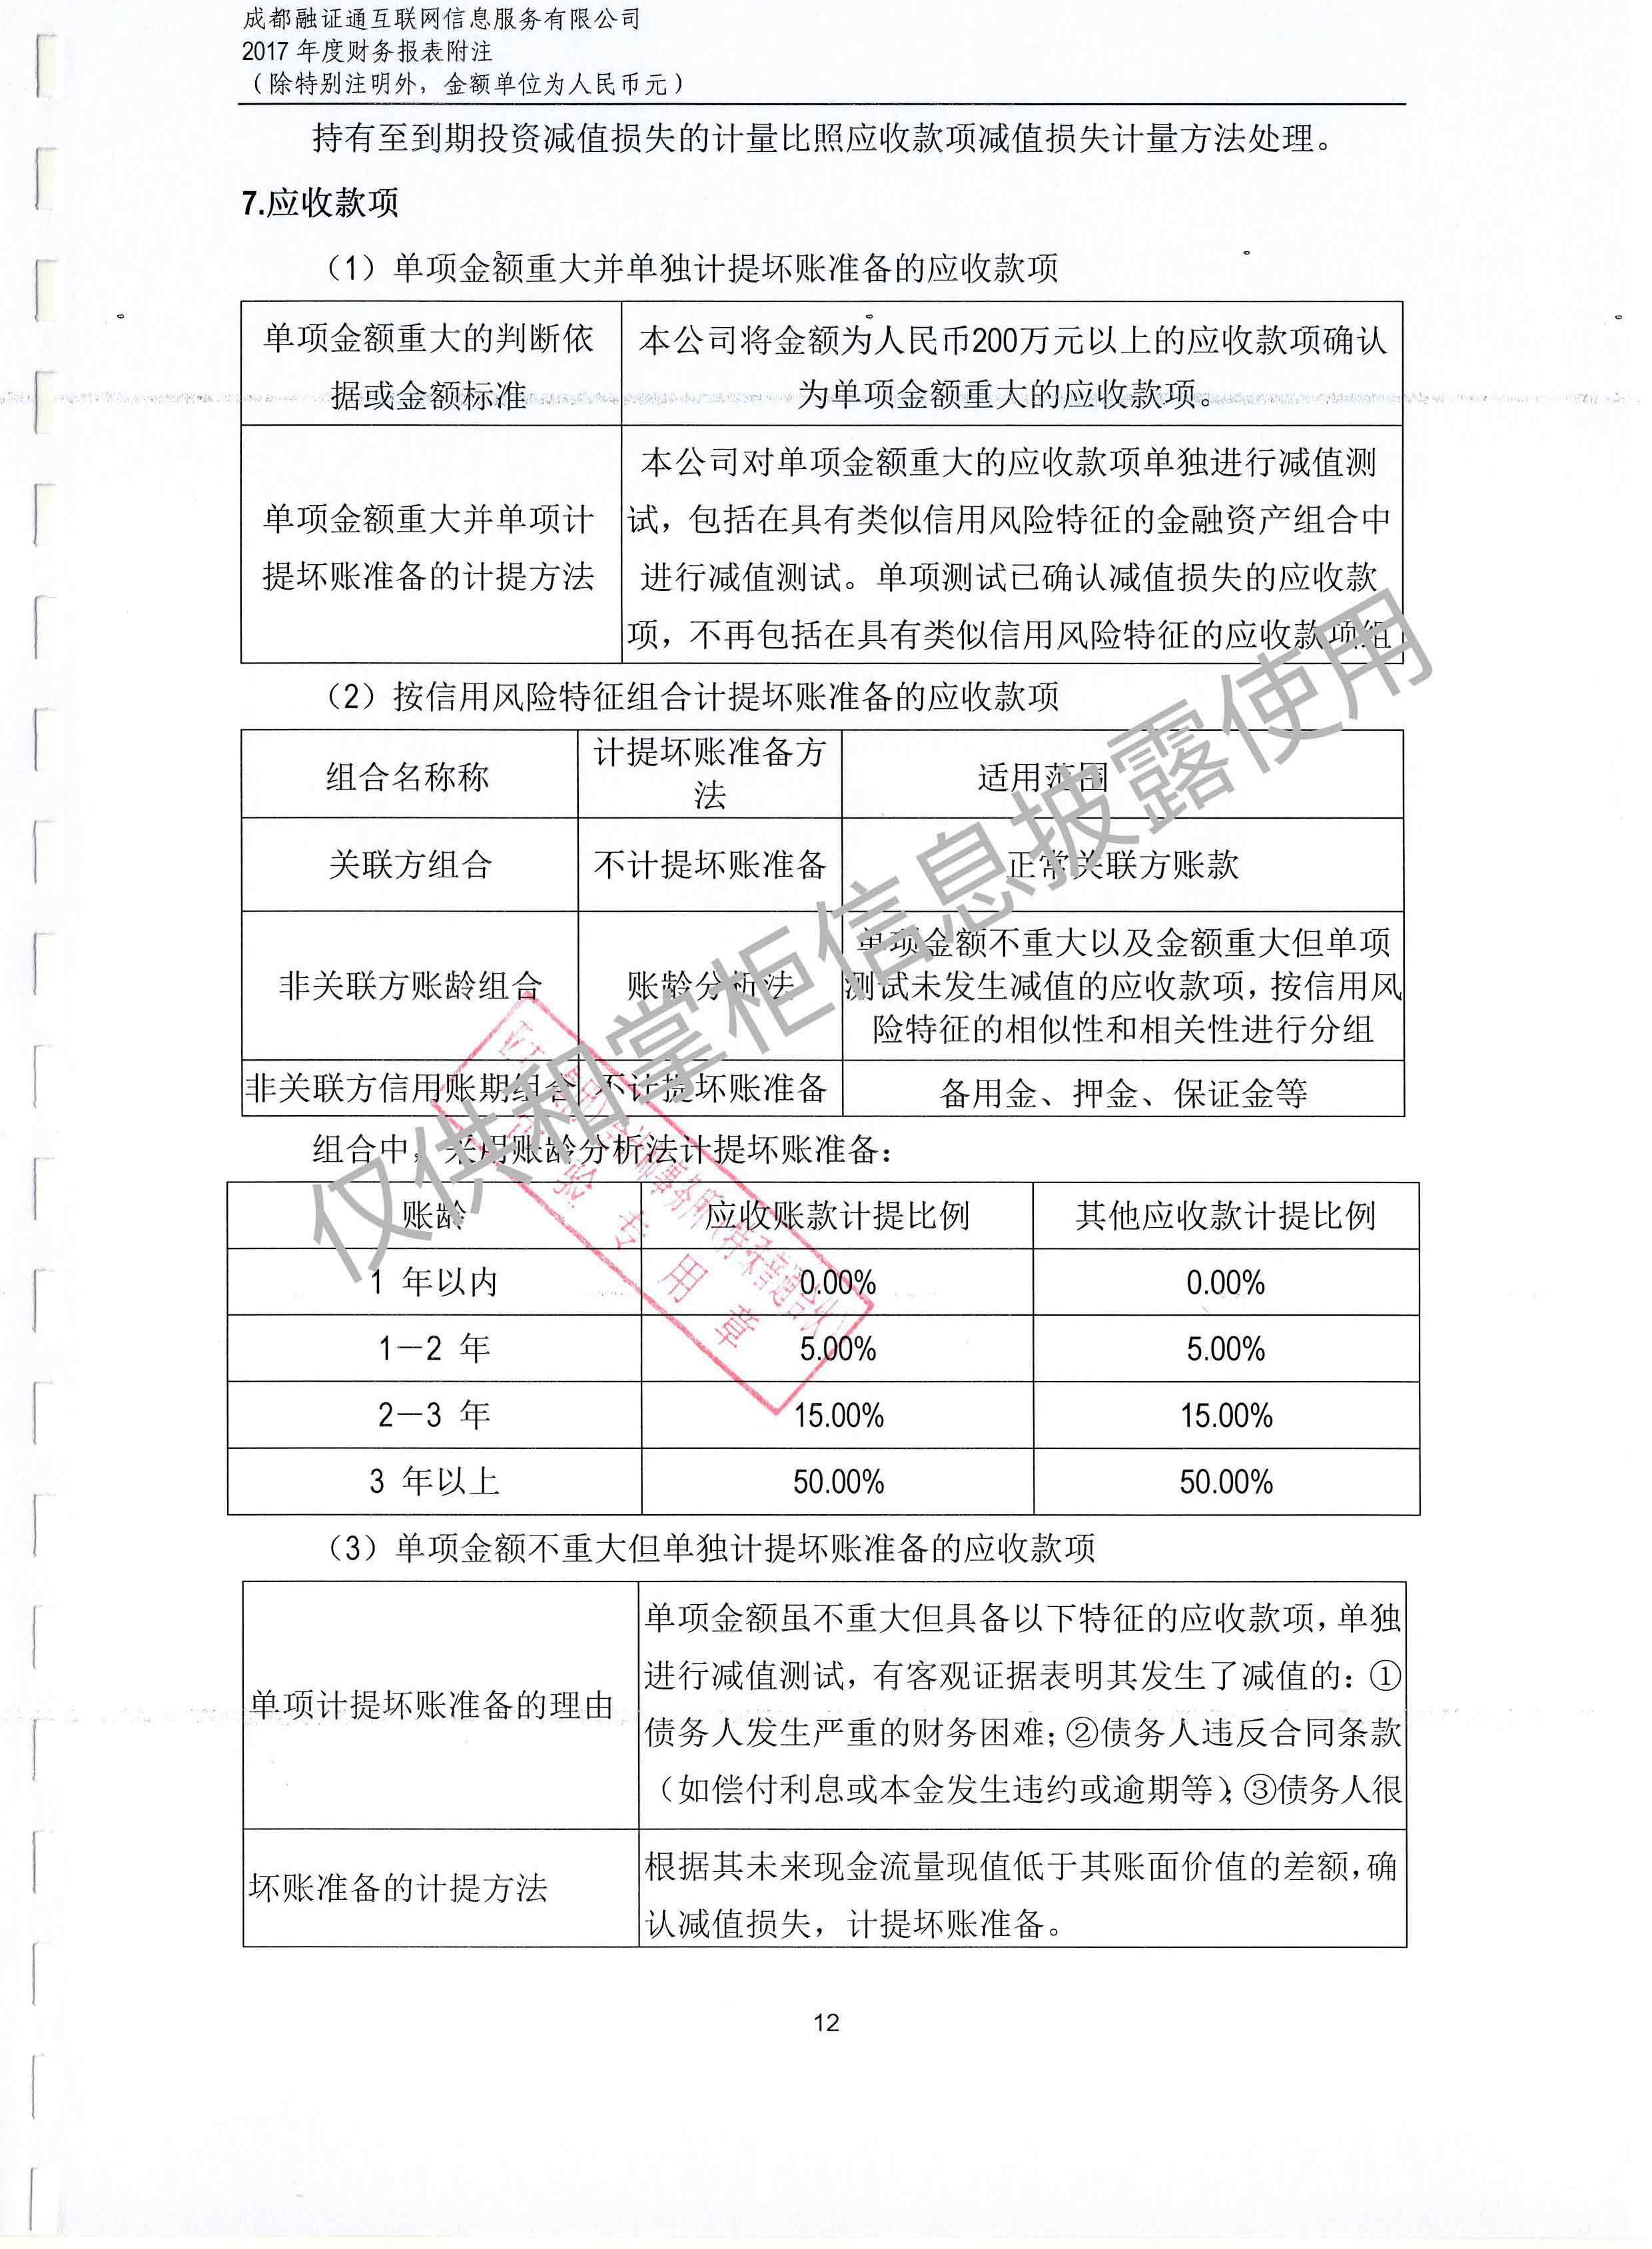 成都融证通互联网信息服务有限公司
2017 年度财务报表附注
（除特别注明外，金额单位为人民币元）
持有至到期投资减值损失的计量比照应收款项减值损失计量方法处理。
7.应收款项
（1）单项金额重大并单独计提坏账准备的应收款项
单项金额重大的判断依
据或金额标准
本公司将金额为人民币200万元以上的应收款项确认
为单项金额重大的应收款项。
单项金额重大并单项计
提坏账准备的计提方法
本公司对单项金额重大的应收款项单独进行减值测
试，包括在具有类似信用风险特征的金融资产组合中
进行减值测试。单项测试已确认减值损失的应收款
项，不再包括在具有类似信用风险特征的应收款项组
（2）按信用风险特征组合计提坏账准备的应收款项
组合名称称
计提坏账准备方
法
适用范围
关联方组合
不计提坏账准备
正常关联方账款
非关联方账龄组合
账龄分析法
单项金额不重大以及金额重大但单项
测试未发生减值的应收款项，按信用风
险特征的相似性和相关性进行分组
非关联方信用账期组合
不计提坏账准备
备用金、押金、保证金等
组合中，采用账龄分析法计提坏账准备：
账龄
应收账款计提比例
其他应收款计提比例
1 年以内
0.00%
0.00%
1－2 年
5.00%
5.00%
2－3 年
15.00%
15.00%
3 年以上
50.00%
50.00%
（3）单项金额不重大但单独计提坏账准备的应收款项
单项计提坏账准备的理由
单项金额虽不重大但具备以下特征的应收款项，单独
进行减值测试，有客观证据表明其发生了减值的：①
债务人发生严重的财务困难；②债务人违反合同条款
（如偿付利息或本金发生违约或逾期等）；③债务人很
坏账准备的计提方法
根据其未来现金流量现值低于其账面价值的差额，确
认减值损失，计提坏账准备。
12
仅供和掌柜信息披露使用
验专用章